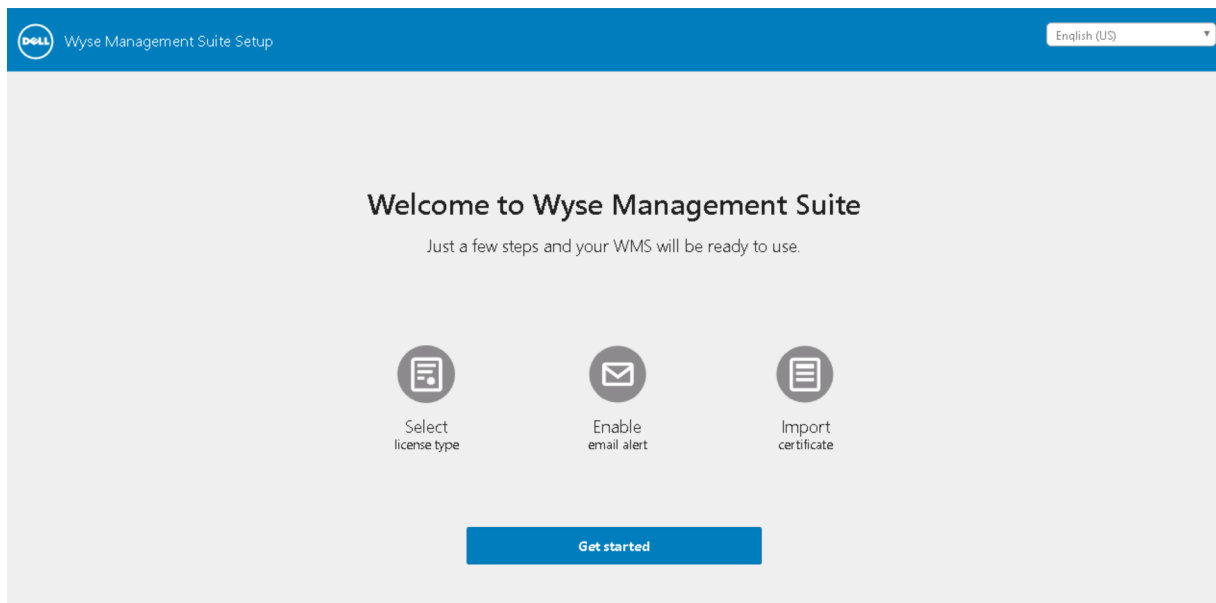 DELL
Wyse Management Suite Setup
English (US)
Welcome to Wyse Management Suite
Just a few steps and your WMS will be ready to use.
Select
license type
Enable
email alert
Import
certificate
Get started